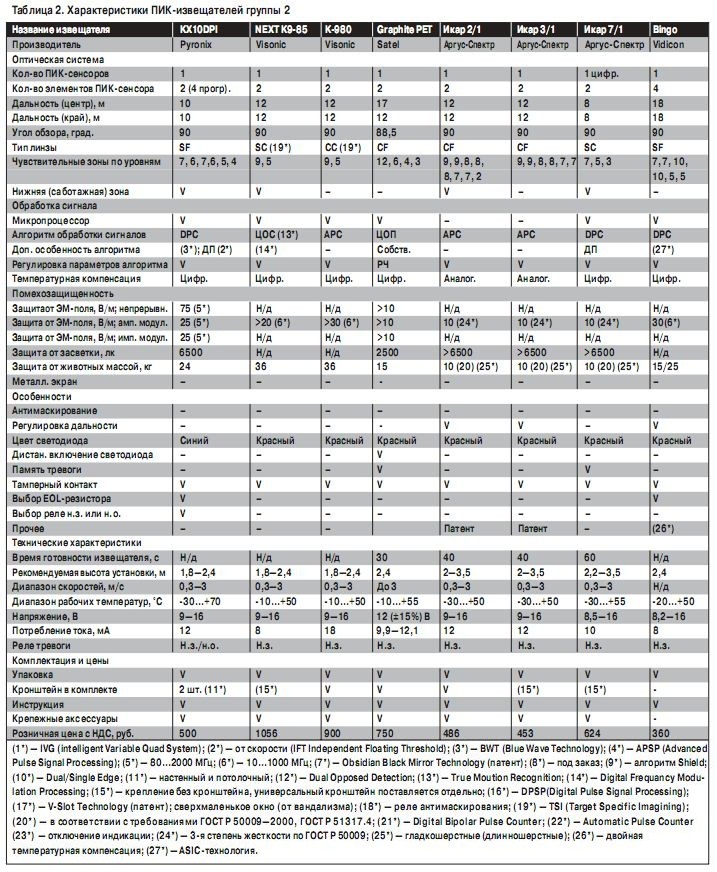 Таблица 2. Характеристики ПИК-извещателей группы 2
Название извещателя KX10DPI NEXT K9-85 K-980 Graphite PET Икар 2/1 Икар 3/1 Икар 7/1 Bingo
Производитель Pyronix Visonic Visonic Satel Аргус-Спектр Аргус-Спектр Аргус-Спектр Vidicon
Оптическая система
Кол-во ПИК-сенсоров 1 1 1 1 1 1 1 цифр. 1
Кол-во элементов ПИК-сенсора 2 (4 прогр). 2 2 2 2 2 2 4
Дальность (центр), м 10 12 12 17 12 12 8 18
Дальность (край), м 10 12 12 12 12 12 8 18
Угол обзора, град. 90 90 90 88,5 90 90 90 90
Тип линзы SF SC (19*) CC (19*) CF CF CF SC SF
Чувствительные зоны по уровням 7, 6, 7,6, 5, 4 9, 5 9, 5 12, 6, 4, 3 9, 9, 8, 8, 9, 9, 8, 8, 7, 7 7, 5, 3 7,7, 10,
8, 7, 7, 2 10, 5, 5
Нижняя (саботажная) зона V V – – V – V –
Обработка сигнала
Микропроцессор V V V V – – V V
Алгоритм обработки сигналов DPC ЦОС (13*) APC ЦОП APC APC DPC DPC
Доп. особенность алгоритма (3*); ДП (2*) (14*) – Собств. – – ДП (27*)
Регулировка параметров алгоритма V V V РЧ V V V V
Температурная компенсация Цифр. Цифр. Цифр. Цифр. Аналог. Аналог. Цифр. Цифр.
Помехозащищенность
Защита от ЭМ-поля, В/м; непрерывн. 75 (5*) Н/д Н/д >10 Н/д Н/д Н/д Н/д
Защита от ЭМ-поля, В/м; амп. модул. 25 (5*) >20 (6*) >30 (6*) >10 10 (24*) 10 (24*) 10 (24*) 30(6*)
Защита от ЭМ-поля, В/м; имп. модул. 25 (5*) Н/д Н/д >10 Н/д Н/д Н/д Н/д
Защита от засветки, лк 6500 Н/д Н/д 2500 >6500 >6500 >6500 Н/д
Защита от животных массой, кг 24 36 36 15 10 (20) (25*) 10 (20) (25*) 10 (20) (25*) 15/25
Металл. экран – – – - – – – –
Особенности
Антимаскирование – – – – – – – –
Регулировка дальности – – – - V V – V
Цвет светодиода Синий Красный Красный Красный Красный Красный Красный Красный
Дистан. включение светодиода – – – V – – – –
Память тревоги – – – V – – V –
Тамперный контакт V V V V V V V V
Выбор EOL-резистора V – – – – – – V
Выбор реле н.з. или н.о. V – – – – – – –
Прочее – – – Патент Патент – (26*)
Технические характеристики
Время готовности извещателя, с Н/д Н/д Н/д 30 40 40 60 Н/д
Рекомендуемая высота установки, м 1,8–2,4 1,8–2,4 1,8–2,4 2,4 2–3,5 2–3,5 2,2–3,5 2,4
Диапазон скоростей, м/с 0,3–3 0,3–3 0,3–3 До 3 0,3–3 0,3–3 0,3–3 Н/д
Диапазон рабочих температур, °С -30...+70 -10...+50 -10...+50 -10...+55 -30...+50 -30...+50 -30...+55 -20...+50
Напряжение, В 9–16 9–16 9–16 12 (±15%) В 9–16 9–16 8,5–16 8,2–16
Потребление тока, мА 12 8 18 9,9–12,1 12 12 10 8
Реле тревоги Н.з./н.о. Н.з. Н.з. Н.з. Н.з. Н.з. Н.з. Н.з.
Комплектация и цены
Упаковка V V V V V V V V
Кронштейн в комплекте 2 шт. (11*) (15*) V V V (15*) (15*) -
Инструкция V V V V V V V V
Крепежные аксессуары V V V V V V V -
Розничная цена с НДС, руб. 500 1056 900 750 486 453 624 360
(1*) — IVG (intelligent Variable Quad System); (2*) — от скорости (IFT Independent Floating Threshold); (3*) — BWT (Blue Wave Technology); (4*) — APSP (Advanced
Pulse Signal Processing); (5*) — 80...2000 МГц; (6*) — 10...1000 МГц; (7*) — Obsidian Black Mirror Technology (патент); (8*) — под заказ; (9*) — алгоритм Shield;
(10*) — Dual/Single Edge; (11*) — настенный и потолочный; (12*) — Dual Opposed Detection; (13*) — True Moution Recognition; (14*) — Digital Frequancy Modu-
lation Processing; (15*) — крепление без кронштейна, универсальный кронштейн поставляется отдельно; (16*) — DPSP(Digital Pulse Signal Processing);
(17*) — V-Slot Technology (патент); сверхмаленькое окно (от вандализма); (18*) — реле антимаскирования; (19*) — TSI (Target Specific Imagining);
(20*) — в соответствии с требованиями ГОСТ Р 50009—2000, ГОСТ Р 51317.4; (21*) — Digital Bipolar Pulse Counter; (22*) — Automatic Pulse Counter
(23*) — отключение индикации; (24*) — 3-я степень жесткости по ГОСТ Р 50009; (25*) — гладкошерстные (длинношерстные); (26*) — двойная
температурная компенсация; (27*) — ASIC-технология.